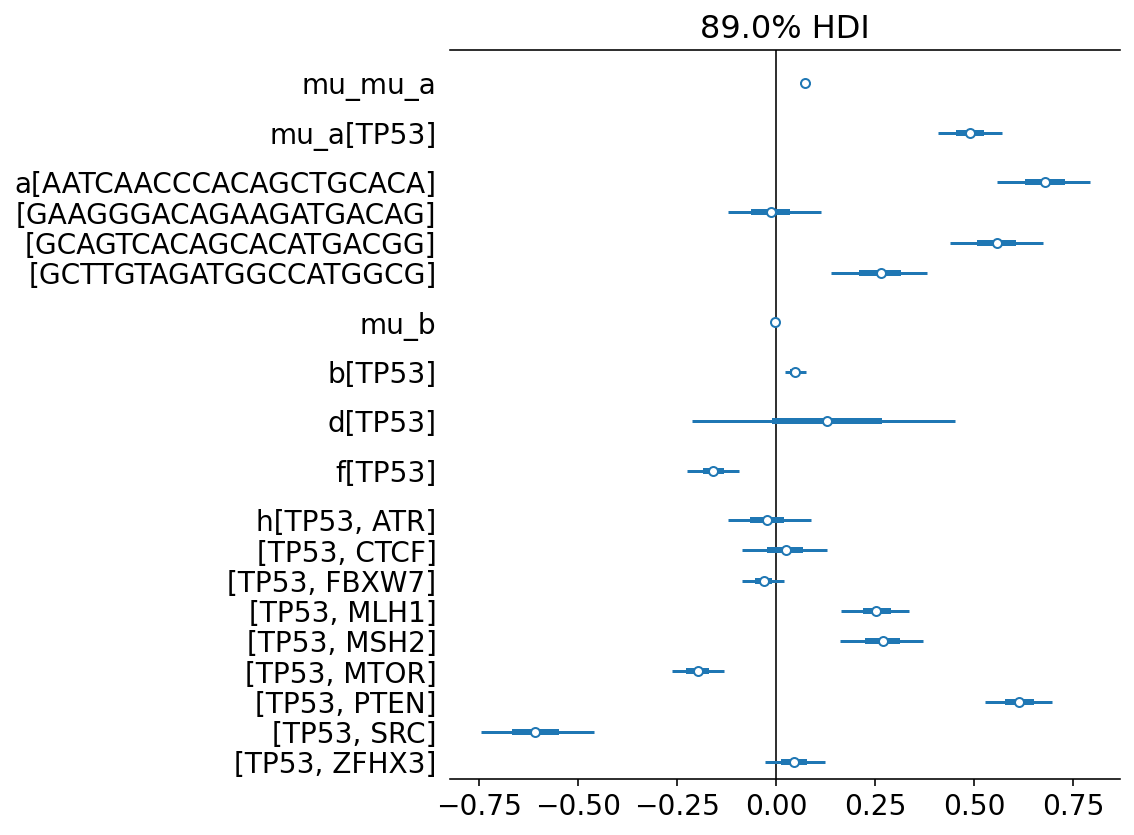 89.0% HDI
mu_mu_a
mu_a[TP53]
a[AATCAACCCACAGCTGCACA]
[GAAGGGACAGAAGATGACAG]
[GCAGTCACAGCACATGACGG]
[GCTTGTAGATGGCCATGGCG]
mu_b
b[TP53]
d[TP53]
f[TP53]
h[TP53, ATR]
[TP53, CTCF]
[TP53, FBXW7]
[TP53, MLH1]
[TP53, MSH2]
[TP53, MTOR]
[TP53, PTEN]
[TP53, SRC]
[TP53, ZFHX3]
−0.75 −0.50 −0.25 0.00 0.25 0.50 0.75